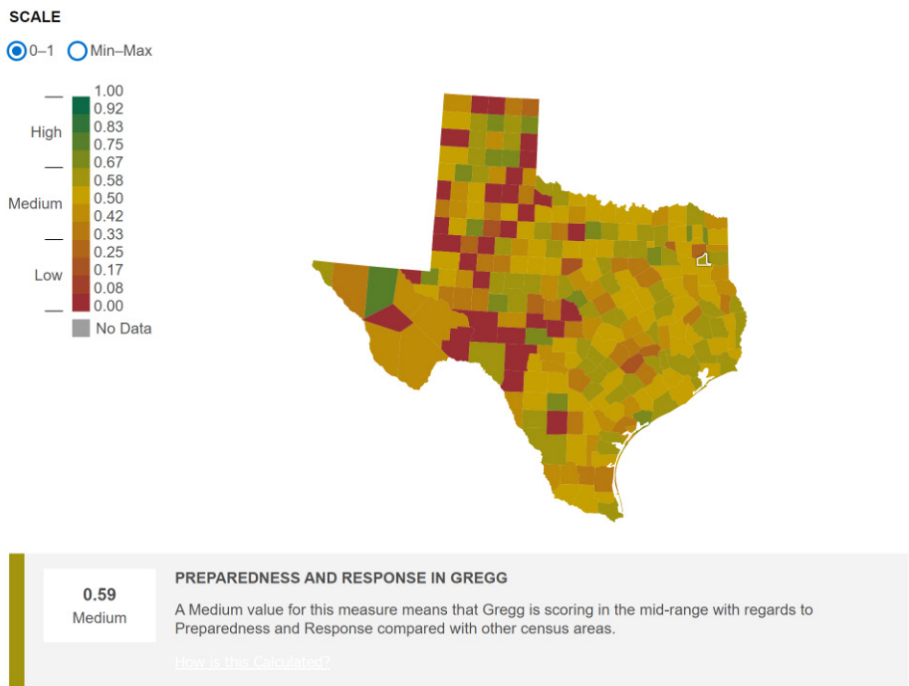 SCALE
0–1 Min–Max
1.00
0.92
High 0.83
0.75
0.67
0.58
Medium 0.50
0.42
0.33
0.25
Low 0.17
0.08
0.00
No Data
0.59
Medium
PREPAREDNESS AND RESPONSE IN GREGG
A Medium value for this measure means that Gregg is scoring in the mid-range with regards to
Preparedness and Response compared with other census areas.
How is this Calculated?